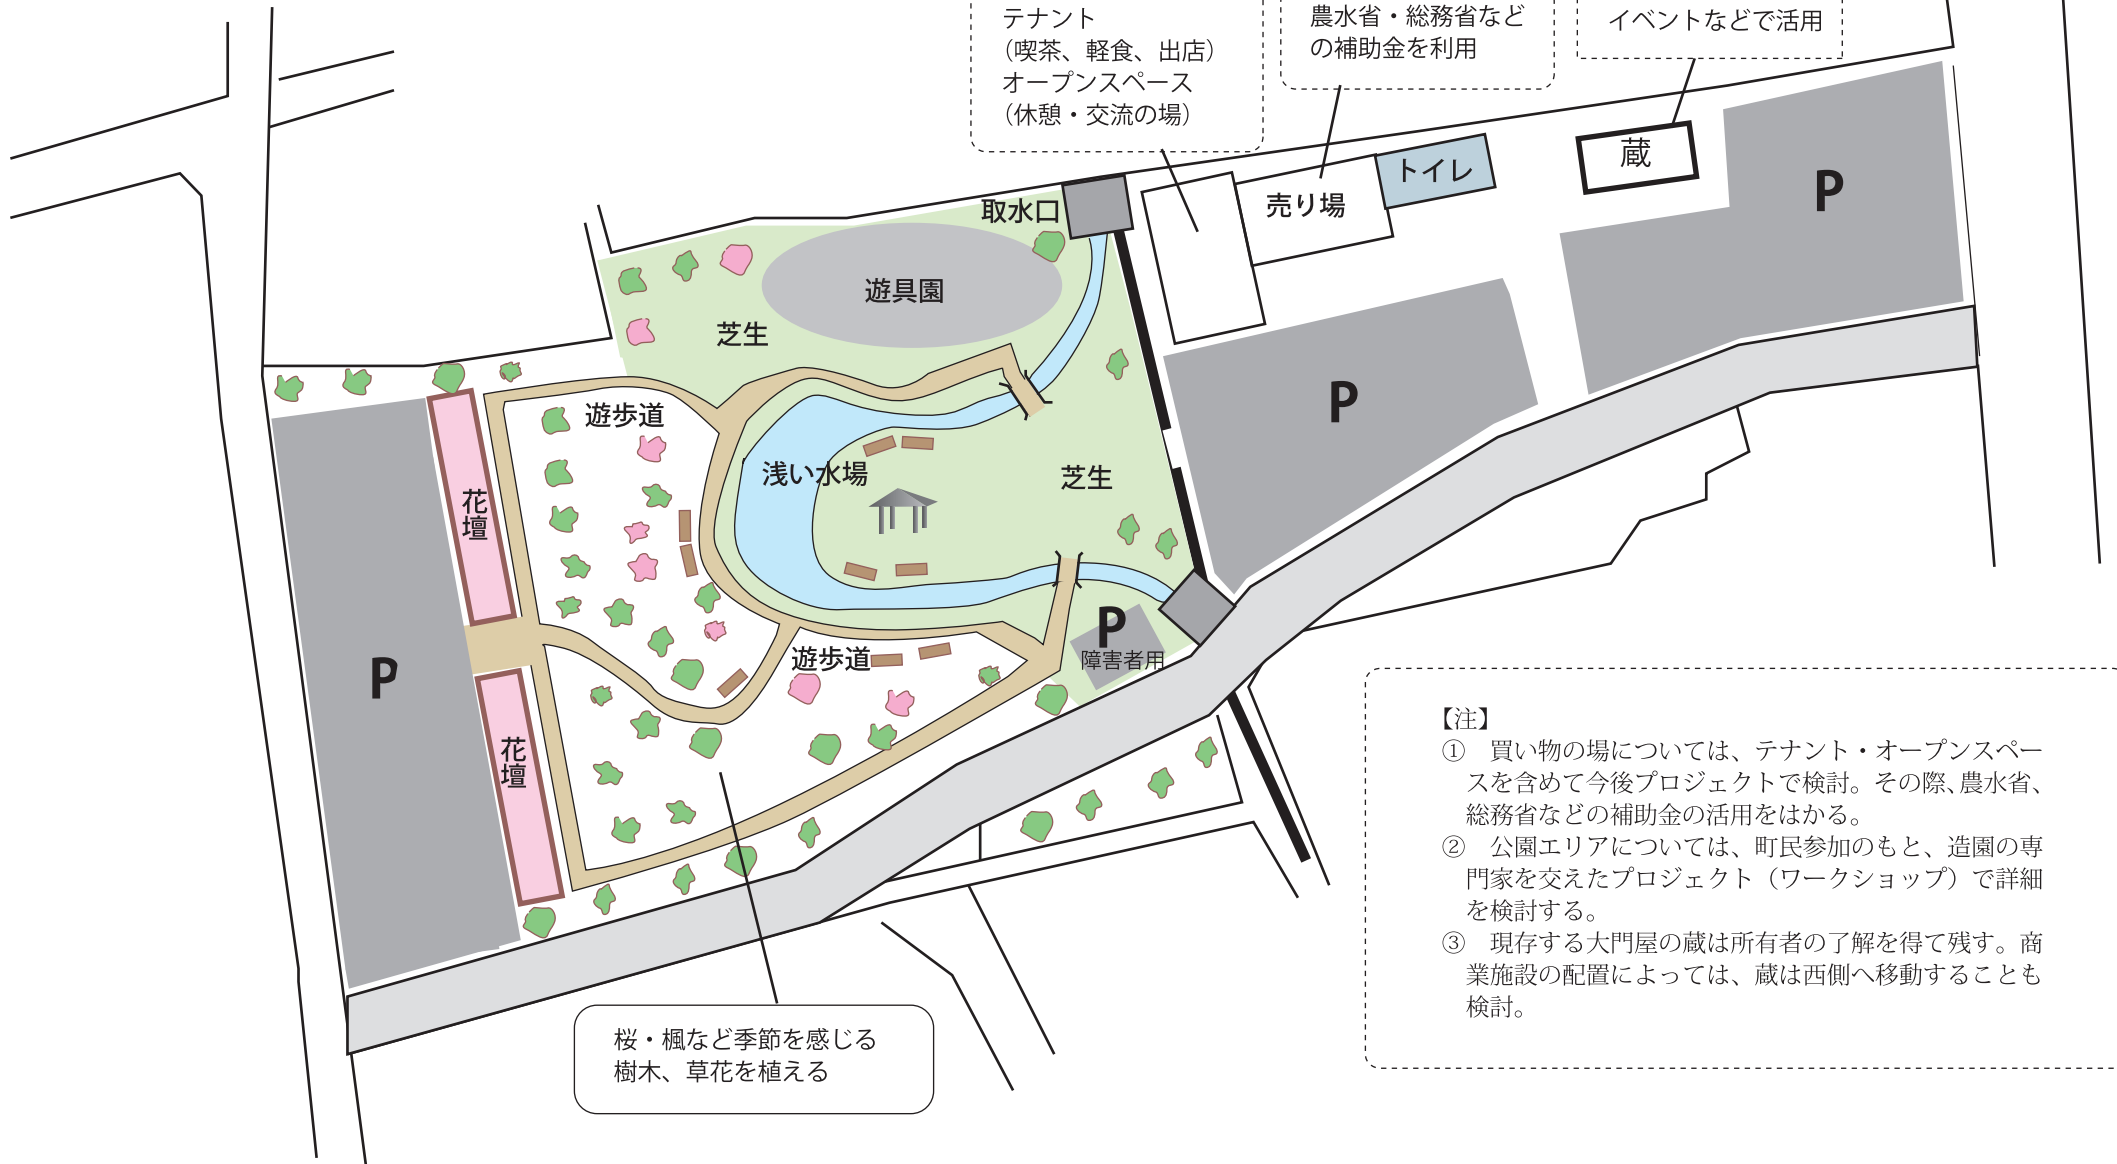 テナント
（喫茶、軽食、出店）
オープンスペース
（休憩・交流の場）
農水省・総務省など
の補助金を利用
イベントなどで活用
蔵
P
トイレ
売り場
取水口
遊具園
芝生
P
遊歩道
浅い水場
芝生
花壇
P
障害者用
遊歩道
P
花壇
【注】
①　買い物の場については、テナント・オープンスペー
スを含めて今後プロジェクトで検討。その際、農水省、
総務省などの補助金の活用をはかる。
②　公園エリアについては、町民参加のもと、造園の専
門家を交えたプロジェクト（ワークショップ）で詳細
を検討する。
③　現存する大門屋の蔵は所有者の了解を得て残す。商
業施設の配置によっては、蔵は西側へ移動することも
検討。
桜・楓など季節を感じる
樹木、草花を植える